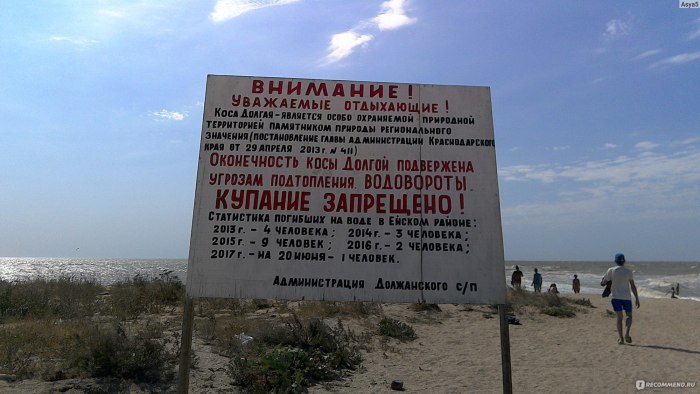 Asya5
ВНИМАНИЕ!
УВАЖАЕМЫЕ ОТДЫХАЮЩИЕ!
КОСА ДОЛГАЯ - ЯВЛЯЕТСЯ ОСОБО ОХРАНЯЕМОЙ ПРИРОДНОЙ
ТЕРРИТОРИЕЙ ПАМЯТНИКОМ ПРИРОДЫ РЕГИОНАЛЬНОГО
ЗНАЧЕНИЯ (ПОСТАНОВЛЕНИЕ ГЛАВЫ АДМИНИСТРАЦИИ КРАСНОДАРСКОГО
КРАЯ ОТ 29 АПРЕЛЯ 2013 г. N 411)
ОКОНЕЧНОСТЬ КОСЫ ДОЛГОЙ ПОДВЕРЖЕНА
УГРОЗАМ ПОДТОПЛЕНИЯ ВОДОВОРОТЫ.
КУПАНИЕ ЗАПРЕЩЕНО!
СТАТИСТИКА ПОГИБШИХ НА ВОДЕ В ЕЙСКОМ РАЙОНЕ:
2013 г. - 4 ЧЕЛОВЕКА; 2014 г. - 3 ЧЕЛОВЕКА;
2015 г. - 9 ЧЕЛОВЕК; 2016 г. - 2 ЧЕЛОВЕКА;
2017 г. - НА 20 ИЮНЯ - 1 ЧЕЛОВЕК.
АДМИНИСТРАЦИЯ ДОЛЖАНСКОГО С/П
RECOMMEND.RU